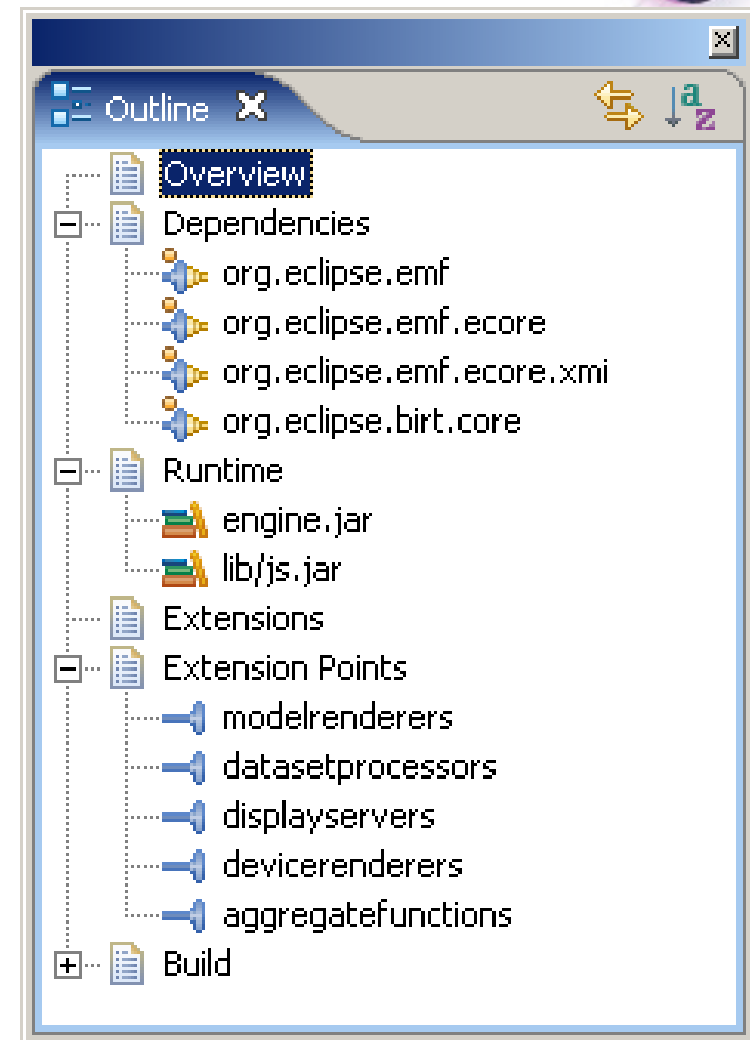 Outline
a
z
Overview
Dependencies
org.eclipse.emf
org.eclipse.emf.ecore
org.eclipse.emf.ecore.xmi
org.eclipse.birt.core
Runtime
engine.jar
lib/js.jar
Extensions
Extension Points
modelrenderers
datasetprocessors
displayservers
devicerenderers
aggregatefunctions
Build